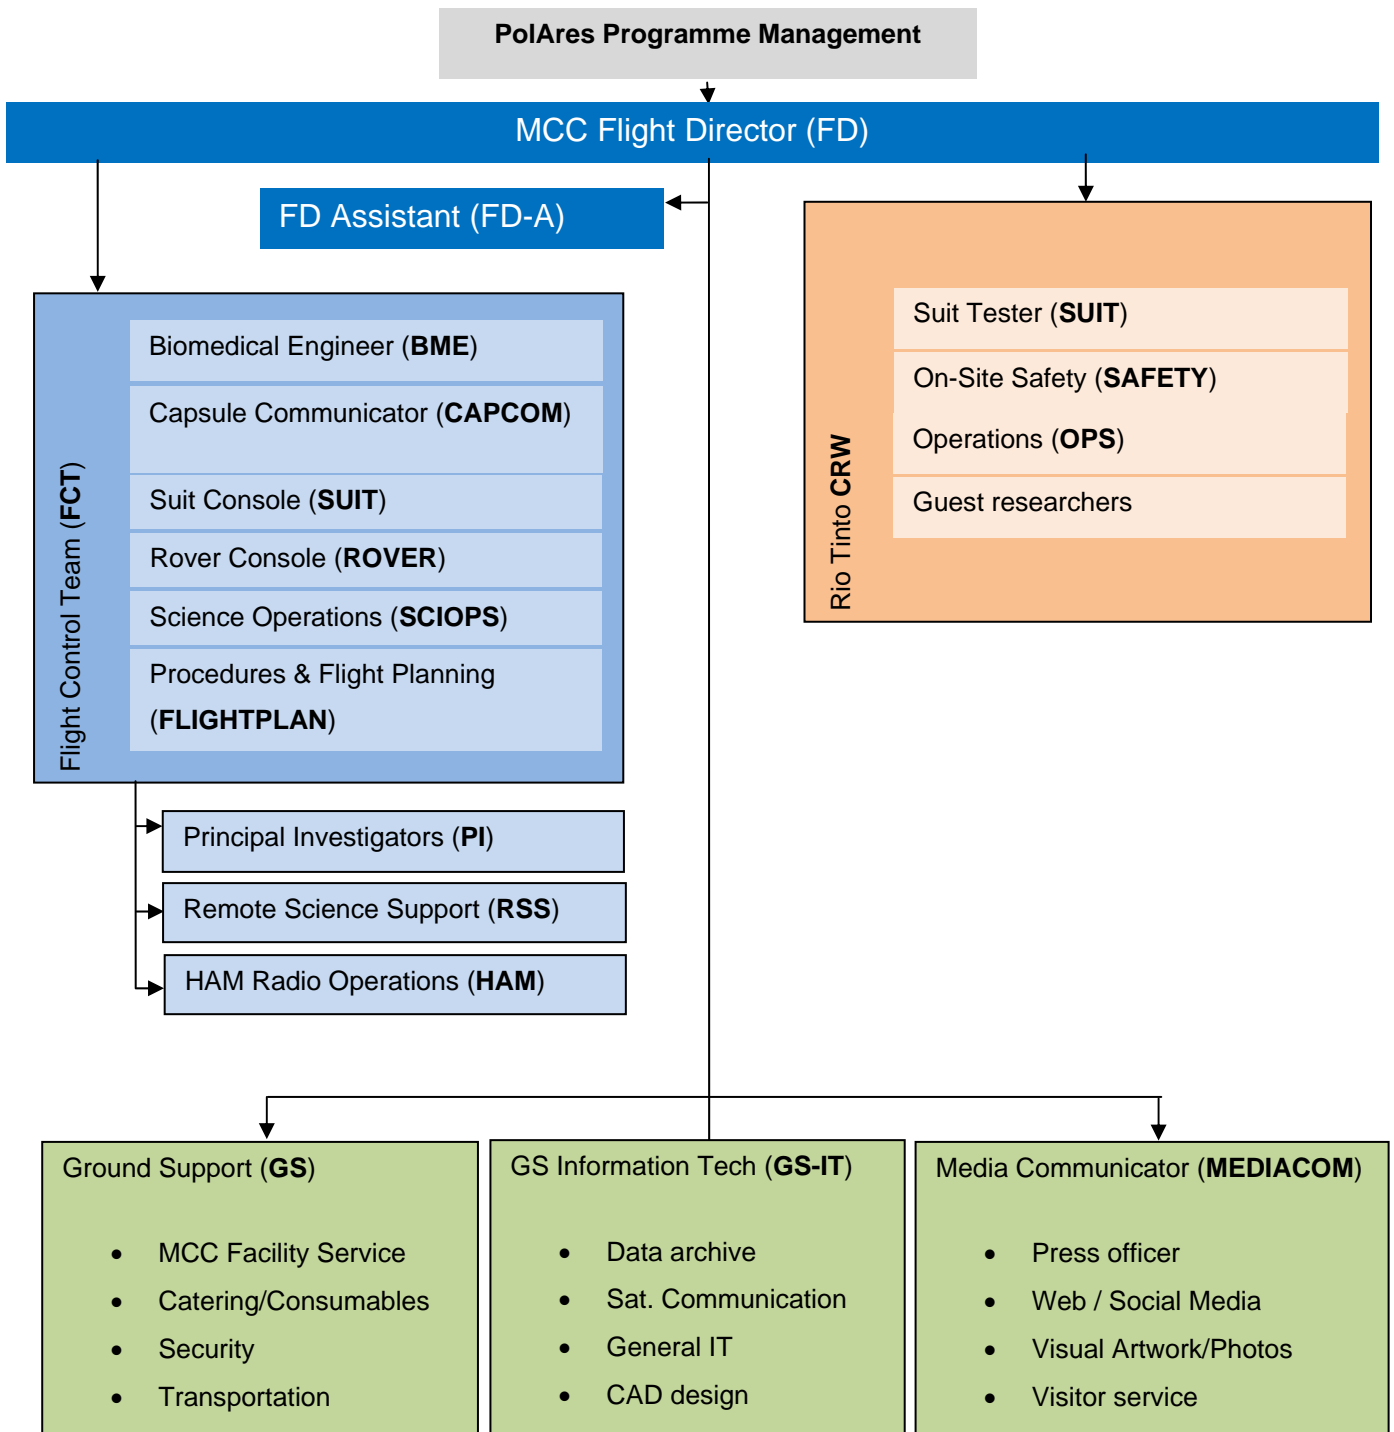 PolAres Programme Management
MCC Flight Director (FD)
FD Assistant (FD-A)
Flight Control Team (FCT)
Biomedical Engineer (BME)
Capsule Communicator (CAPCOM)
Suit Console (SUIT)
Rover Console (ROVER)
Science Operations (SCIOPS)
Procedures & Flight Planning
(FLIGHTPLAN)
Rio Tinto CRW
Suit Tester (SUIT)
On-Site Safety (SAFETY)
Operations (OPS)
Guest researchers
Principal Investigators (PI)
Remote Science Support (RSS)
HAM Radio Operations (HAM)
Ground Support (GS)
• MCC Facility Service
• Catering/Consumables
• Security
• Transportation
GS Information Tech (GS-IT)
• Data archive
• Sat. Communication
• General IT
• CAD design
Media Communicator (MEDIACOM)
• Press officer
• Web / Social Media
• Visual Artwork/Photos
• Visitor service